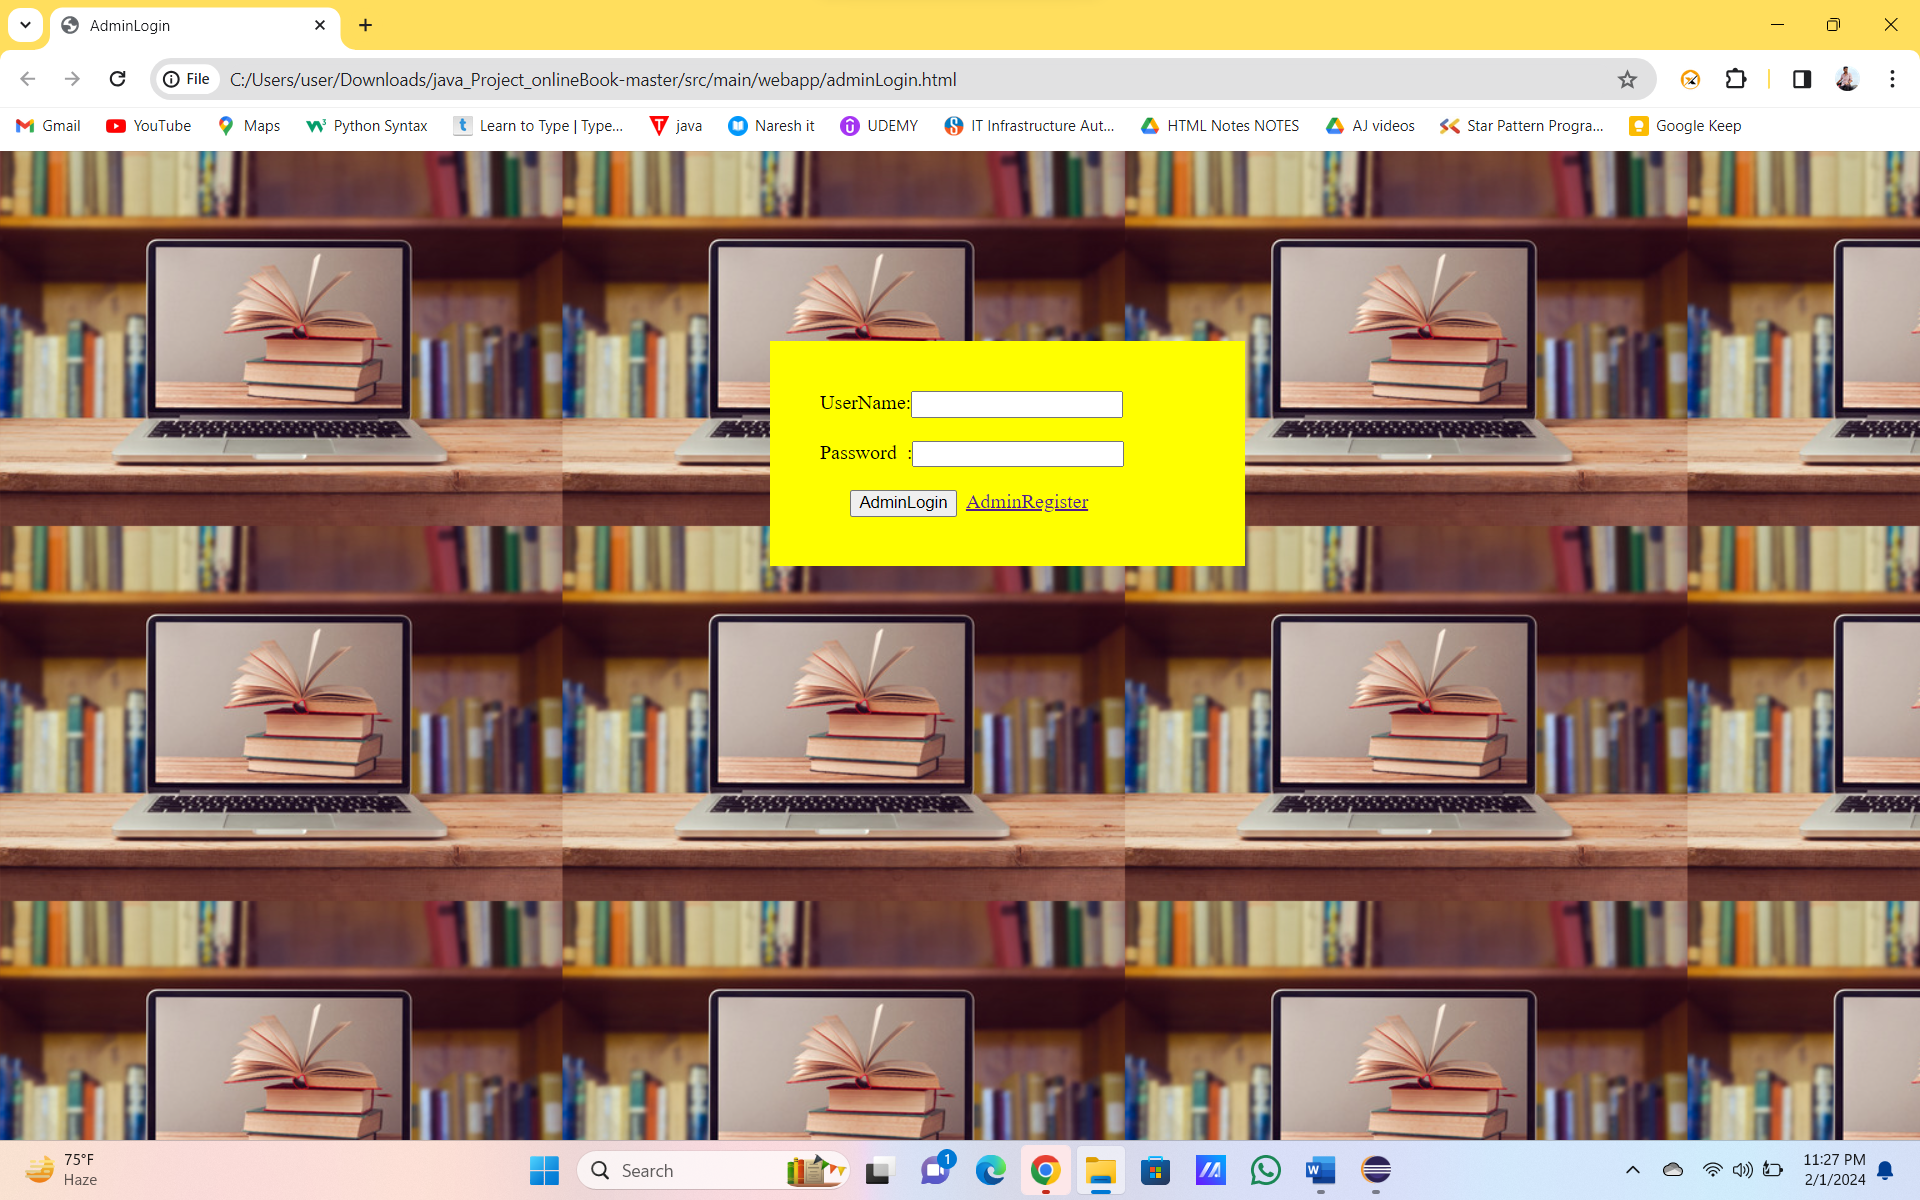 AdminLogin
File C:/Users/user/Downloads/java_Project_onlineBook-master/src/main/webapp/adminLogin.html
Gmail YouTube Maps Python Syntax Learn to Type | Type... java Naresh it UDEMY IT Infrastructure Aut... HTML Notes NOTES AJ videos Star Pattern Progra... Google Keep
UserName:
Password :
AdminLogin AdminRegister
75°F
Haze
Search
1
11:27 PM
2/1/2024